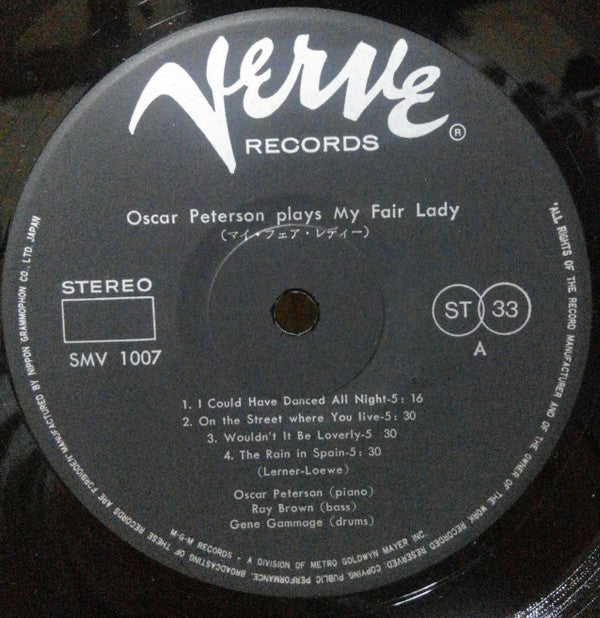 Verve
RECORDS ®
Oscar Peterson plays My Fair Lady
(マイ・フェア・レディー)
STEREO
SMV 1007
ST 33
A
1. I Could Have Danced All Night-5: 16
2. On the Street where You live-5: 30
3. Wouldn't It Be Loverly-5 30
4. The Rain in Spain-5: 30
(Lerner-Loewe)
Oscar Peterson (piano)
Ray Brown (bass)
Gene Gammage (drums)
M-G-M RECORDS - A DIVISION OF METRO GOLDWYN MAYER INC.
"ALL RIGHTS OF THE RECORD MANUFACTURER AND OF THE OWNER OF THE WORK RECORDED RESERVED. COPYING PUBLIC PERFORMANCE, BROADCASTING OF THESE RECORDS ARE FORBIDDEN" MANUFACTURED BY NIPPON GRAMMOPHON CO., LTD. JAPAN